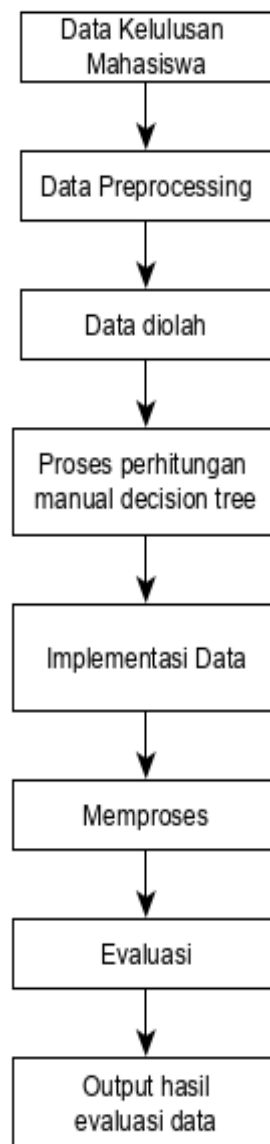 Data Kelulusan
Mahasiswa
Data Preprocessing
Data diolah
Proses perhitungan
manual decision tree
Implementasi Data
Memproses
Evaluasi
Output hasil
evaluasi data